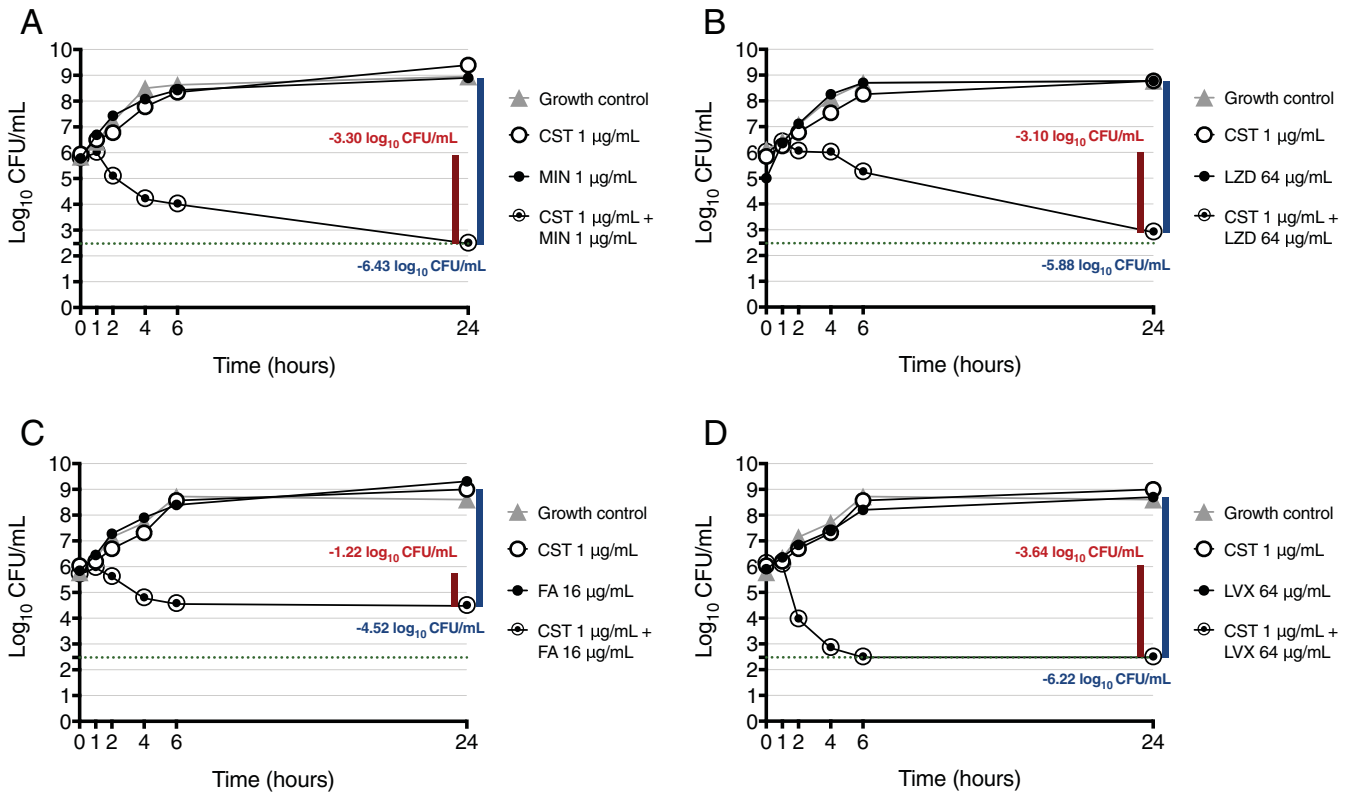 A
Log10 CFU/mL
10
9
8
7
6
5
4
3
2
1
0
0 1 2 4 6 24
Time (hours)
-3.30 log10 CFU/mL
-6.43 log10 CFU/mL
Growth control
CST 1 µg/mL
MIN 1 µg/mL
CST 1 µg/mL +
MIN 1 µg/mL
B
Log10 CFU/mL
10
9
8
7
6
5
4
3
2
1
0
0 1 2 4 6 24
Time (hours)
-3.10 log10 CFU/mL
-5.88 log10 CFU/mL
Growth control
CST 1 µg/mL
LZD 64 µg/mL
CST 1 µg/mL +
LZD 64 µg/mL
C
Log10 CFU/mL
10
9
8
7
6
5
4
3
2
1
0
0 1 2 4 6 24
Time (hours)
-1.22 log10 CFU/mL
-4.52 log10 CFU/mL
Growth control
CST 1 µg/mL
FA 16 µg/mL
CST 1 µg/mL +
FA 16 µg/mL
D
Log10 CFU/mL
10
9
8
7
6
5
4
3
2
1
0
0 1 2 4 6 24
Time (hours)
-3.64 log10 CFU/mL
-6.22 log10 CFU/mL
Growth control
CST 1 µg/mL
LVX 64 µg/mL
CST 1 µg/mL +
LVX 64 µg/mL